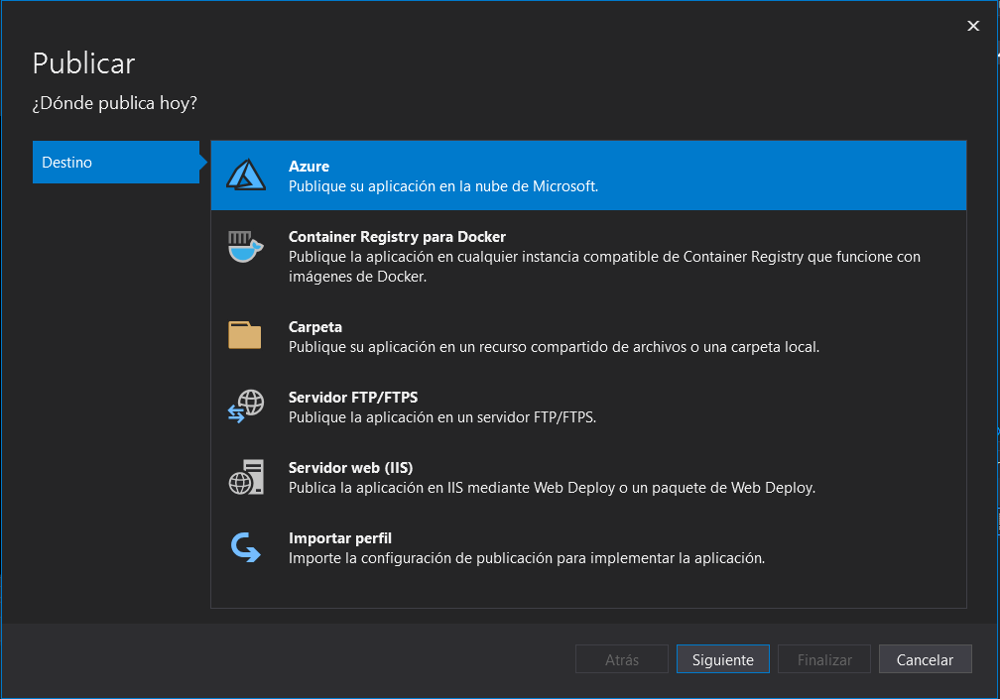 Publicar
¿Dónde publica hoy?
Destino
Azure
Publique su aplicación en la nube de Microsoft.
Container Registry para Docker
Publique la aplicación en cualquier instancia compatible de Container Registry que funcione con
imágenes de Docker.
Carpeta
Publique su aplicación en un recurso compartido de archivos o una carpeta local.
Servidor FTP/FTPS
Publique la aplicación en un servidor FTP/FTPS.
Servidor web (IIS)
Publica la aplicación en IIS mediante Web Deploy o un paquete de Web Deploy.
Importar perfil
Importe la configuración de publicación para implementar la aplicación.
Atrás
Siguiente
Finalizar
Cancelar